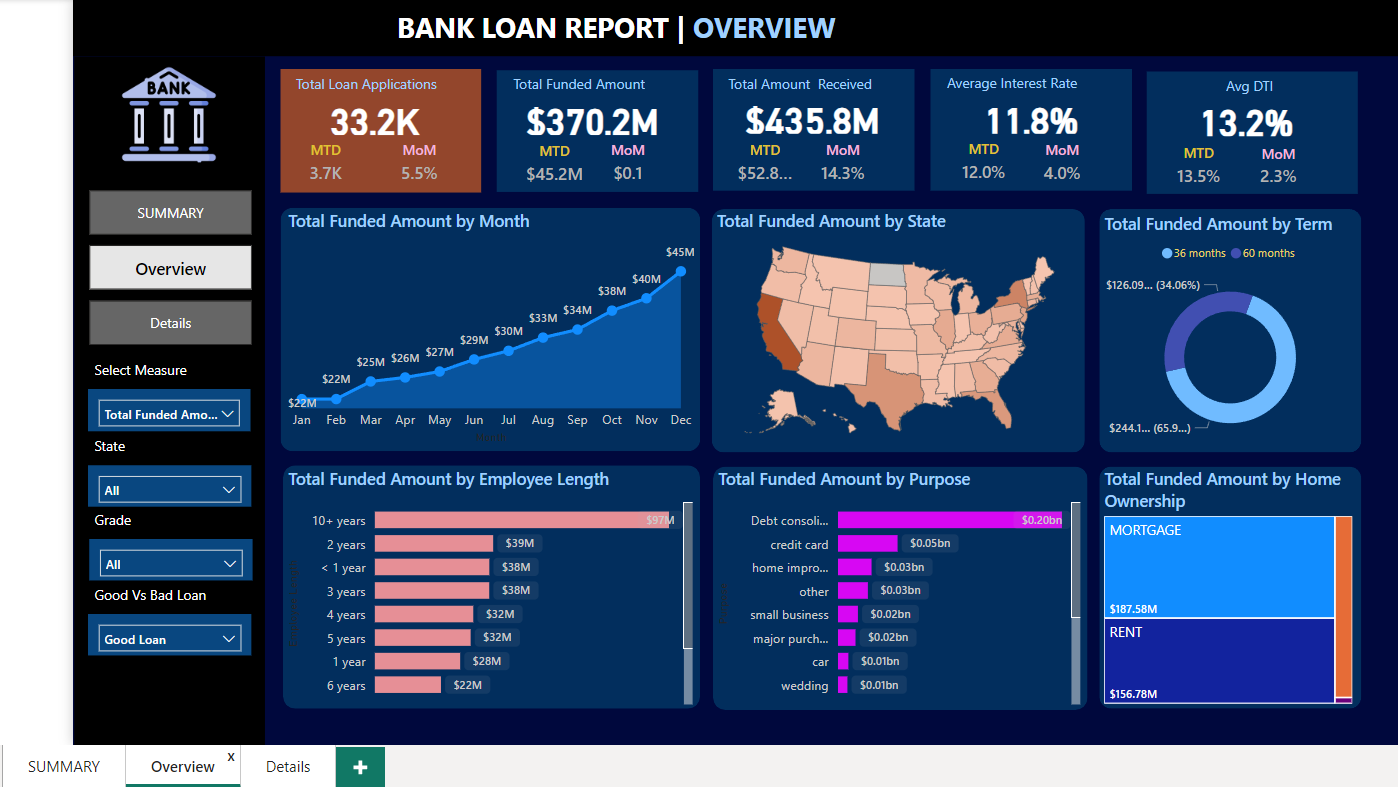 BANK LOAN REPORT | OVERVIEW
BANK
SUMMARY
Overview
Details
Select Measure
Total Funded Amo...
State
All
Grade
All
Good Vs Bad Loan
Good Loan
Total Loan Applications
33.2K
MTD MoM
3.7K 5.5%
Total Funded Amount
$370.2M
MTD MoM
$45.2M $0.1
Total Amount Received
$435.8M
MTD MoM
$52.8... 14.3%
Average Interest Rate
11.8%
MTD MoM
12.0% 4.0%
Avg DTI
13.2%
MTD MoM
13.5% 2.3%
Total Funded Amount by Month
$22M $22M $25M $26M $27M $29M $30M $33M $34M $38M $40M $45M
Jan Feb Mar Apr May Jun Jul Aug Sep Oct Nov Dec
Total Funded Amount by State
Total Funded Amount by Term
36 months 60 months
$126.09... (34.06%)
$244.1... (65.9...)
Total Funded Amount by Employee Length
10+ years $97M
2 years $39M
< 1 year $38M
3 years $38M
4 years $32M
5 years $32M
1 year $28M
6 years $22M
Total Funded Amount by Purpose
Debt consoli... $0.20bn
credit card $0.05bn
home impro... $0.03bn
other $0.03bn
small business $0.02bn
major purch... $0.02bn
car $0.01bn
wedding $0.01bn
Total Funded Amount by Home
Ownership
MORTGAGE
$187.58M
RENT
$156.78M
SUMMARY
Overview
x
Details
+